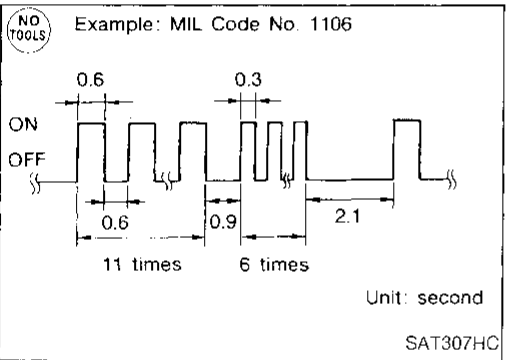 NO
TOOLS
Example: MIL Code No. 1106
0.6
0.3
ON
OFF
0.6
0.9
2.1
11 times
6 times
Unit: second
SAT307HC